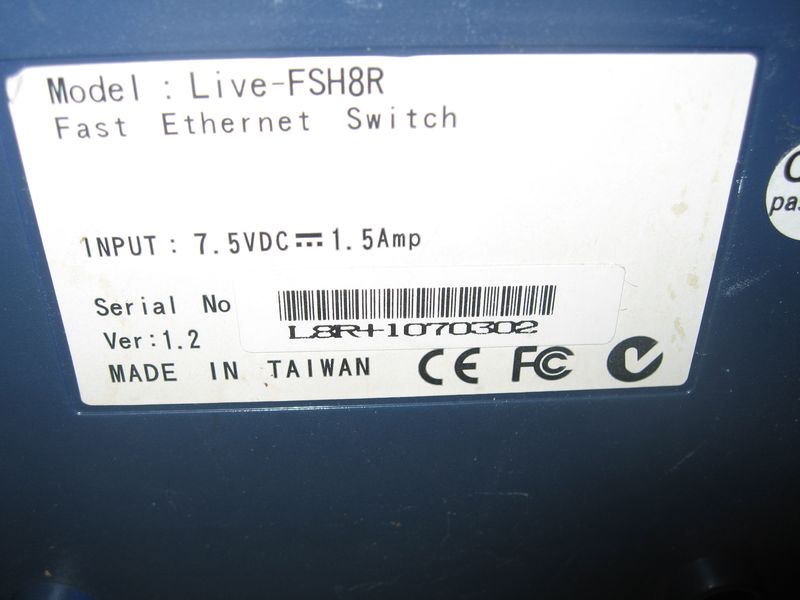 Model : Live-FSH8R
Fast Ethernet Switch
INPUT : 7.5VDC⎓1.5Amp
Serial No
L8R+1070302
Ver:1.2
MADE IN TAIWAN
CE FC